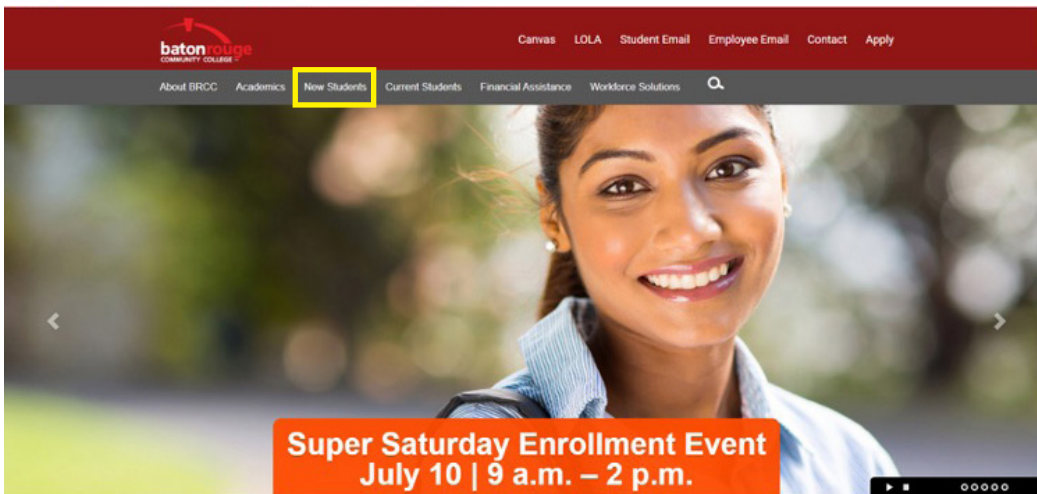 baton rouge
COMMUNITY COLLEGE
Canvas LOLA Student Email Employee Email Contact Apply
About BRCC Academics New Students Current Students Financial Assistance Workforce Solutions
Super Saturday Enrollment Event
July 10 | 9 a.m. – 2 p.m.